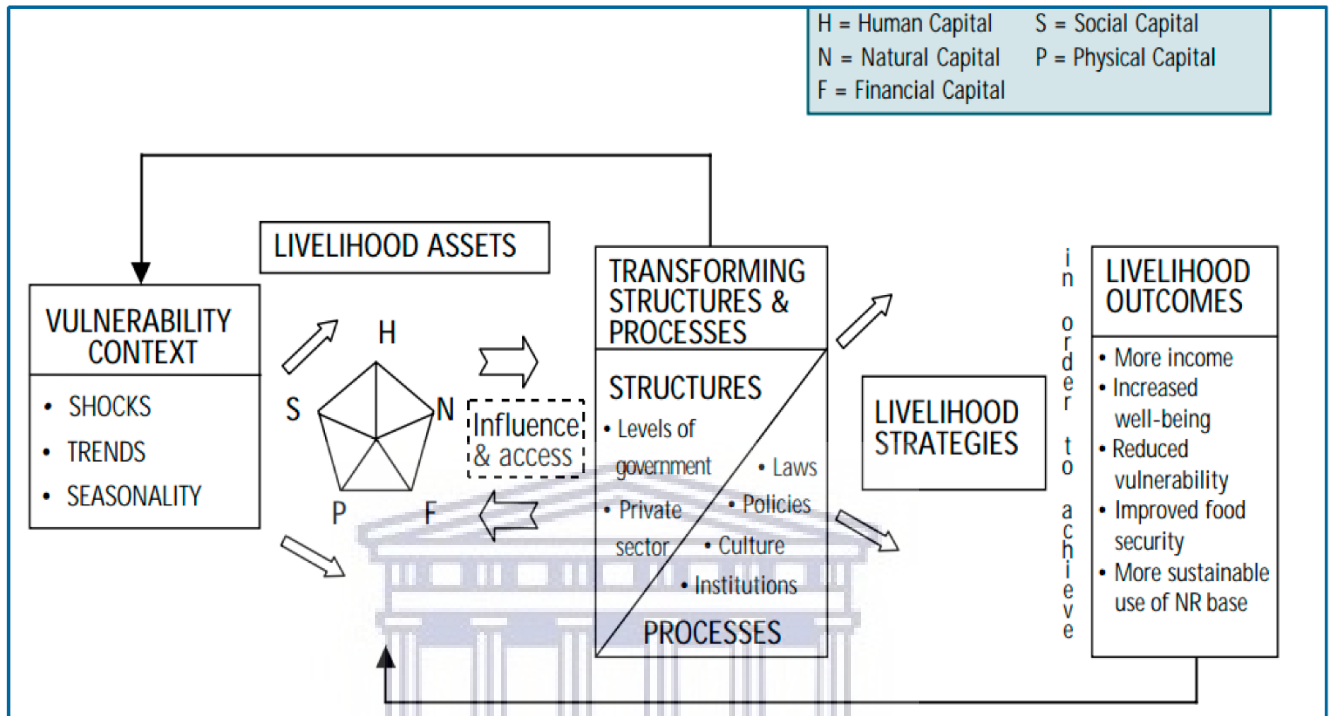 H = Human Capital S = Social Capital
N = Natural Capital P = Physical Capital
F = Financial Capital
LIVELIHOOD ASSETS
VULNERABILITY
CONTEXT
• SHOCKS
• TRENDS
• SEASONALITY
H
S
N
P
F
Influence
& access
TRANSFORMING
STRUCTURES &
PROCESSES
STRUCTURES
• Levels of
government
• Private
sector
• Laws
• Policies
• Culture
• Institutions
PROCESSES
LIVELIHOOD
STRATEGIES
in order to achieve
LIVELIHOOD
OUTCOMES
• More income
• Increased
well-being
• Reduced
vulnerability
• Improved food
security
• More sustainable
use of NR base